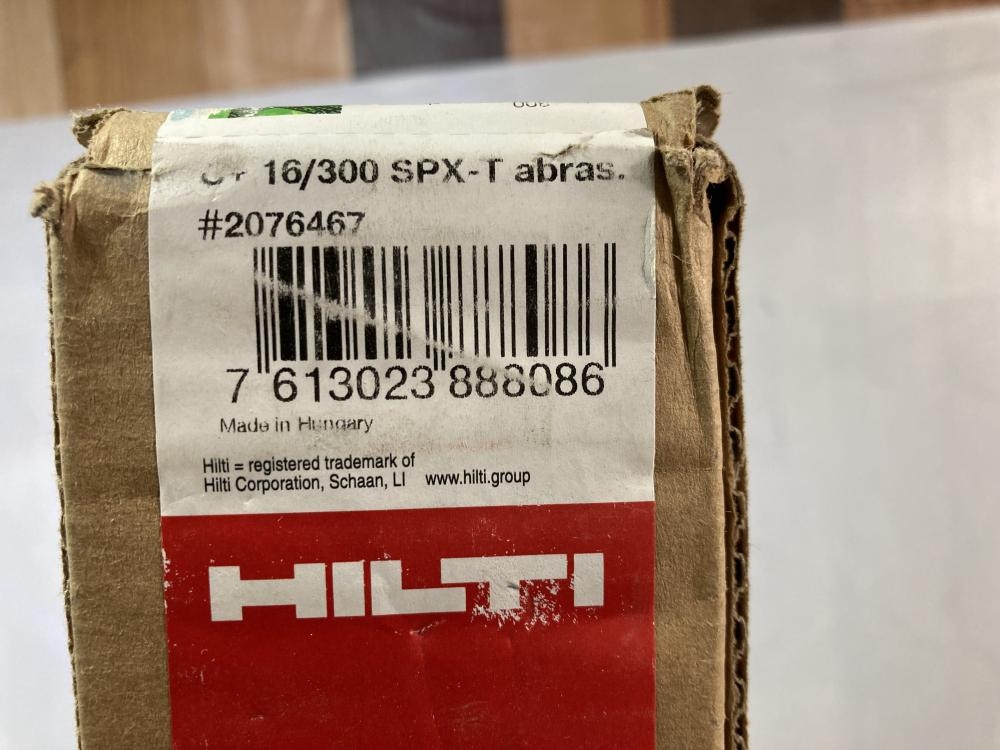 300
16/300 SPX-T abras.
#2076467
7 613023 888086
Made in Hungary
Hilti = registered trademark of
Hilti Corporation, Schaan, LI www.hilti.group
HILTI